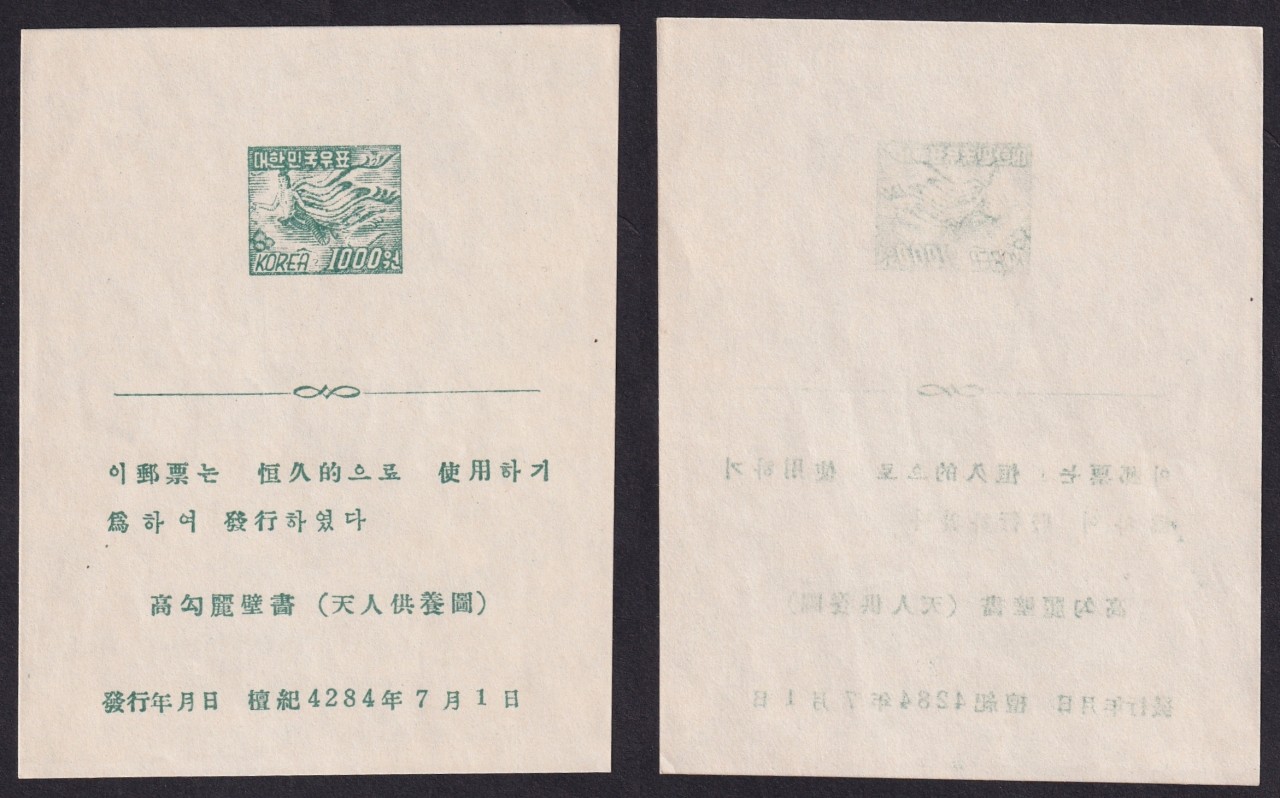 대한민국우표
KOREA 1000원
이郵票는 恒久的으로 使用하기
爲하여 發行하였다
高勾麗壁畵 (天人供養圖)
發行年月日 檀紀4284年7月1日